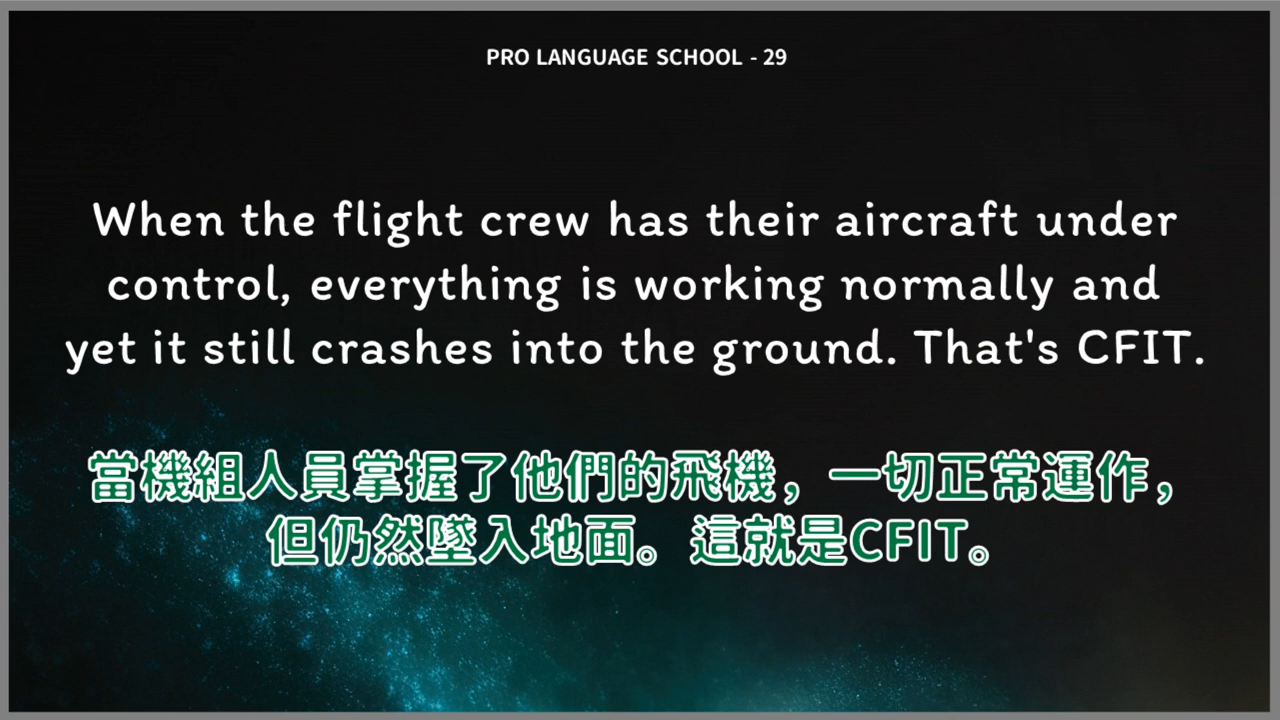 PRO LANGUAGE SCHOOL - 29
When the flight crew has their aircraft under
control, everything is working normally and
yet it still crashes into the ground. That's CFIT.
當機組人員掌握了他們的飛機，一切正常運作，
但仍然墜入地面。這就是CFIT。